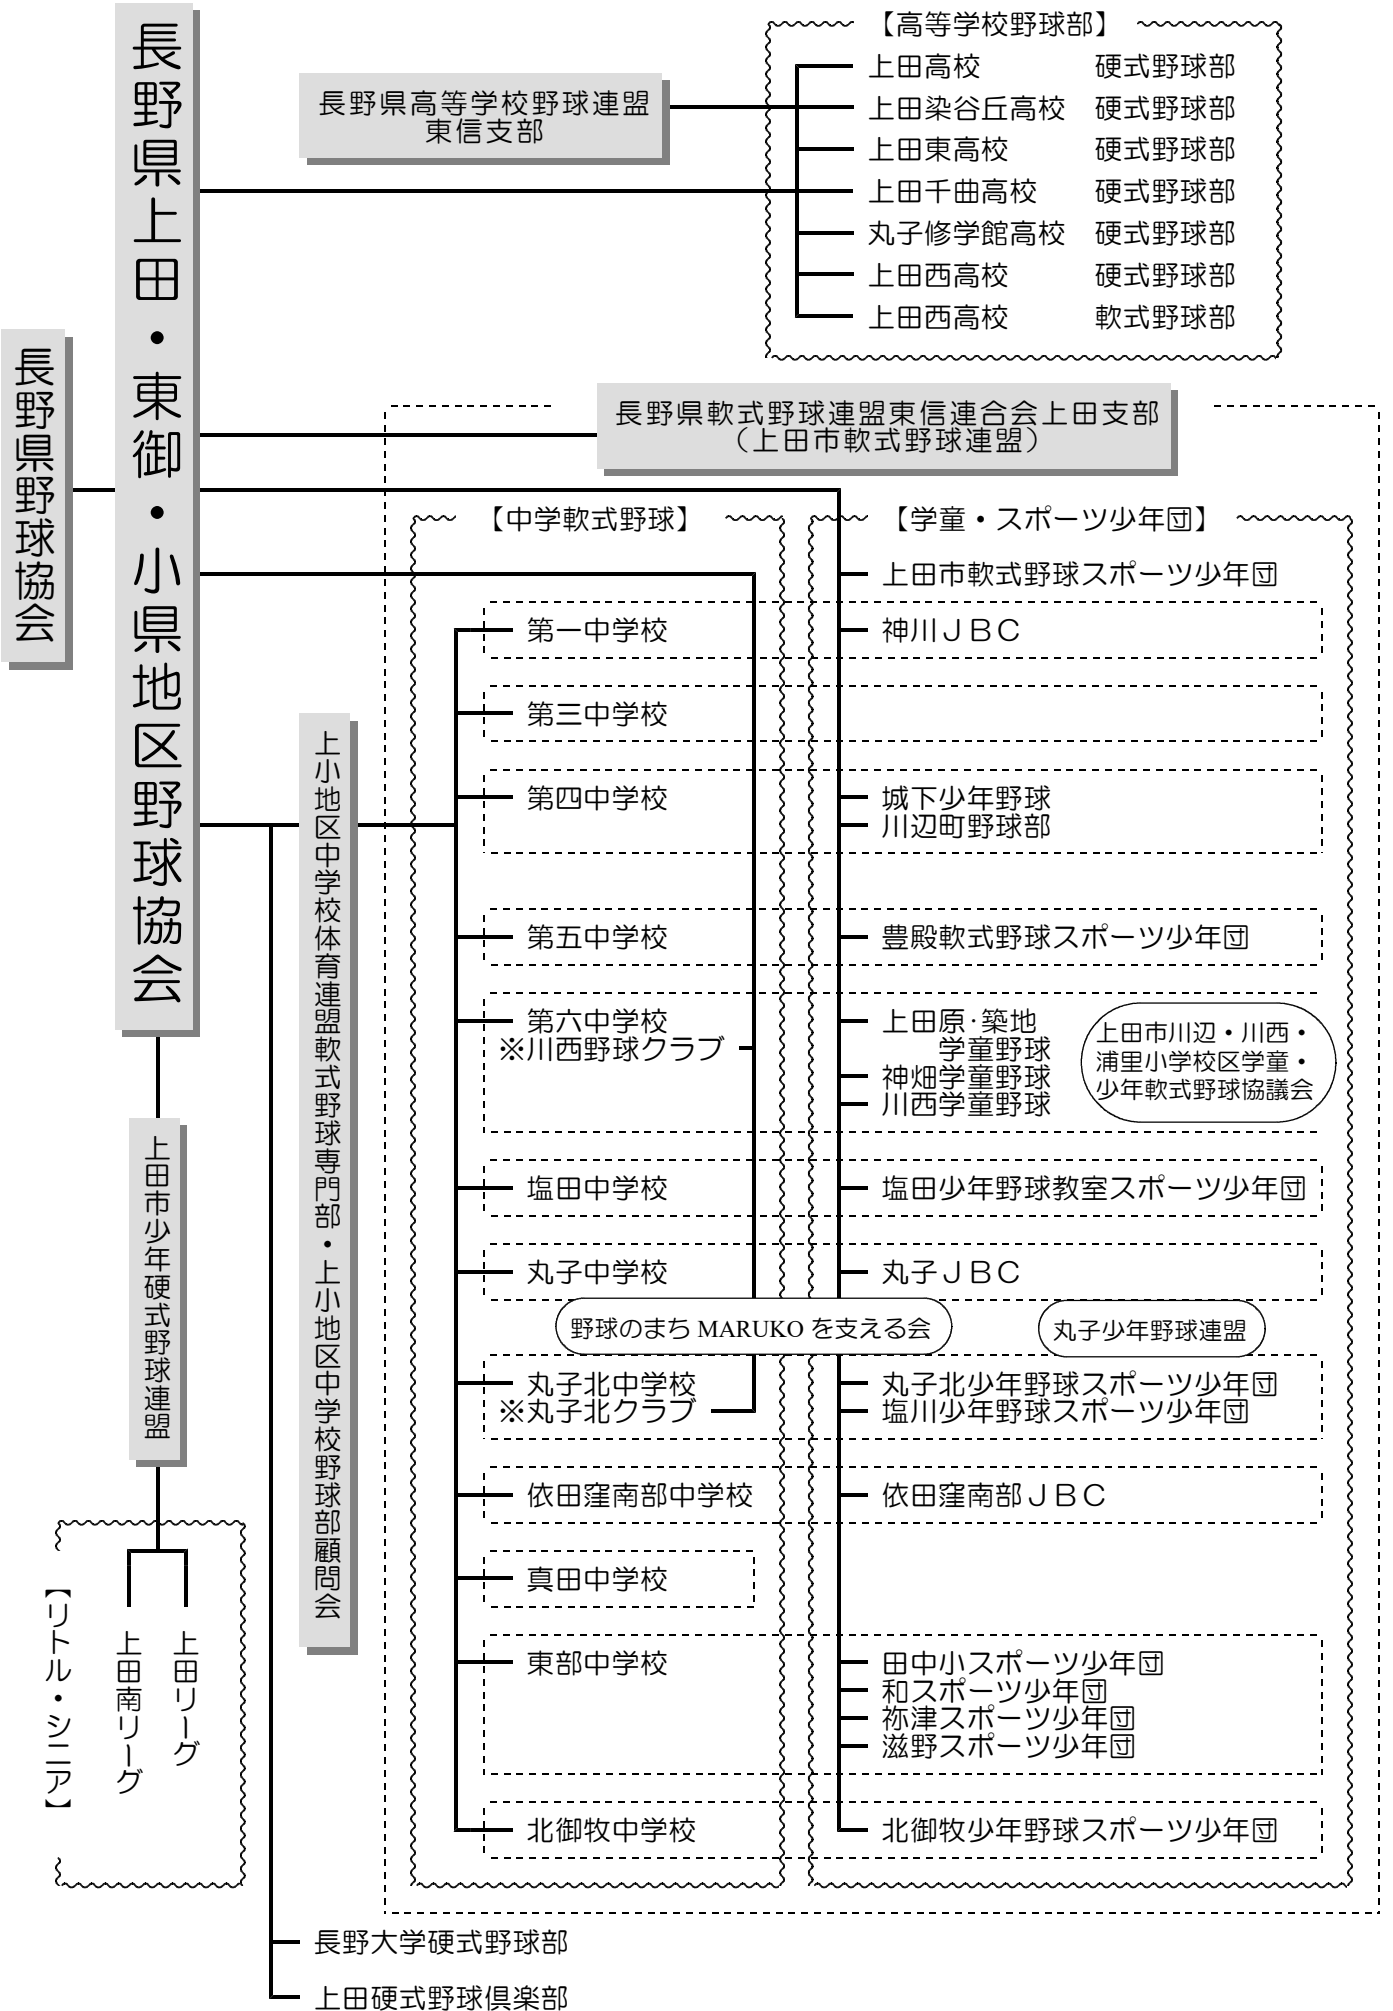 長野県野球協会
長野県上田・東御・小県地区野球協会
長野県高等学校野球連盟
東信支部
【高等学校野球部】
上田高校 硬式野球部
上田染谷丘高校 硬式野球部
上田東高校 硬式野球部
上田千曲高校 硬式野球部
丸子修学館高校 硬式野球部
上田西高校 硬式野球部
上田西高校 軟式野球部
長野県軟式野球連盟東信連合会上田支部
（上田市軟式野球連盟）
上小地区中学校体育連盟軟式野球専門部・上小地区中学校野球部顧問会
【中学軟式野球】
第一中学校
第三中学校
第四中学校
第五中学校
第六中学校
※川西野球クラブ
塩田中学校
丸子中学校
野球のまち MARUKO を支える会
丸子北中学校
※丸子北クラブ
依田窪南部中学校
真田中学校
東部中学校
北御牧中学校
【学童・スポーツ少年団】
上田市軟式野球スポーツ少年団
神川ＪＢＣ
城下少年野球
川辺町野球部
豊殿軟式野球スポーツ少年団
上田原･築地
学童野球
神畑学童野球
川西学童野球
上田市川辺・川西・
浦里小学校区学童・
少年軟式野球協議会
塩田少年野球教室スポーツ少年団
丸子ＪＢＣ
丸子少年野球連盟
丸子北少年野球スポーツ少年団
塩川少年野球スポーツ少年団
依田窪南部ＪＢＣ
田中小スポーツ少年団
和スポーツ少年団
祢津スポーツ少年団
滋野スポーツ少年団
北御牧少年野球スポーツ少年団
上田市少年硬式野球連盟
上田リーグ
上田南リーグ
【リトル・シニア】
長野大学硬式野球部
上田硬式野球倶楽部